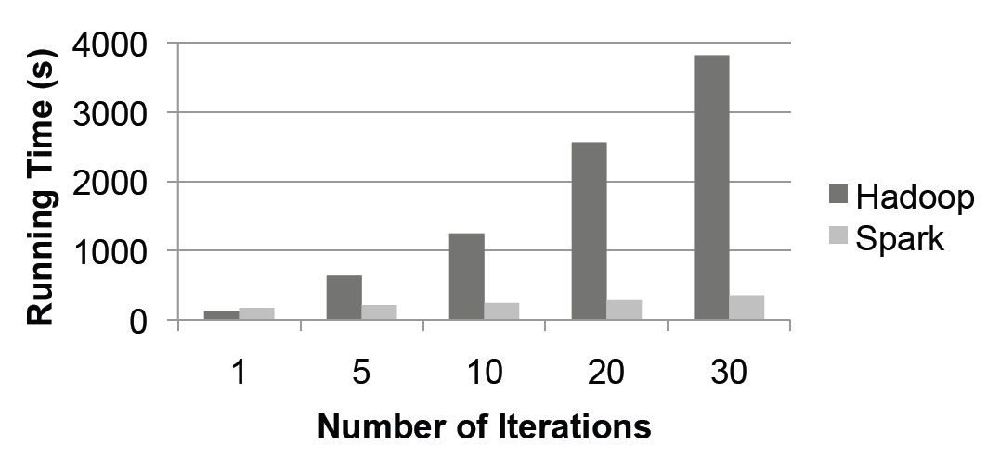 4000
3000
2000
1000
0
Running Time (s)
1 5 10 20 30
Number of Iterations
Hadoop
Spark